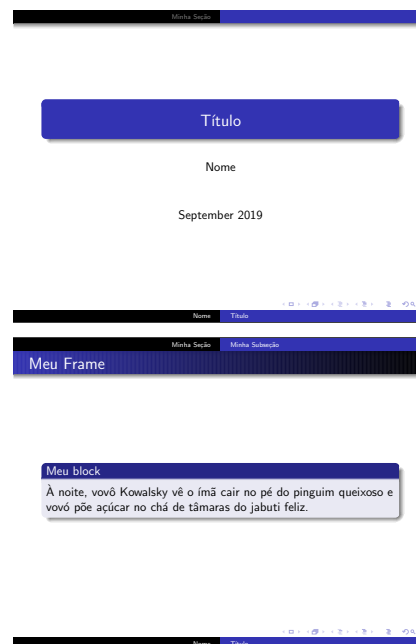 Minha Seção
Título
Nome
September 2019
Nome Título
Minha Seção Minha Subseção
Meu Frame
Meu block
À noite, vovô Kowalsky vê o ímã cair no pé do pinguim queixoso e
vovó põe açúcar no chá de tâmaras do jabuti feliz.
Nome Título